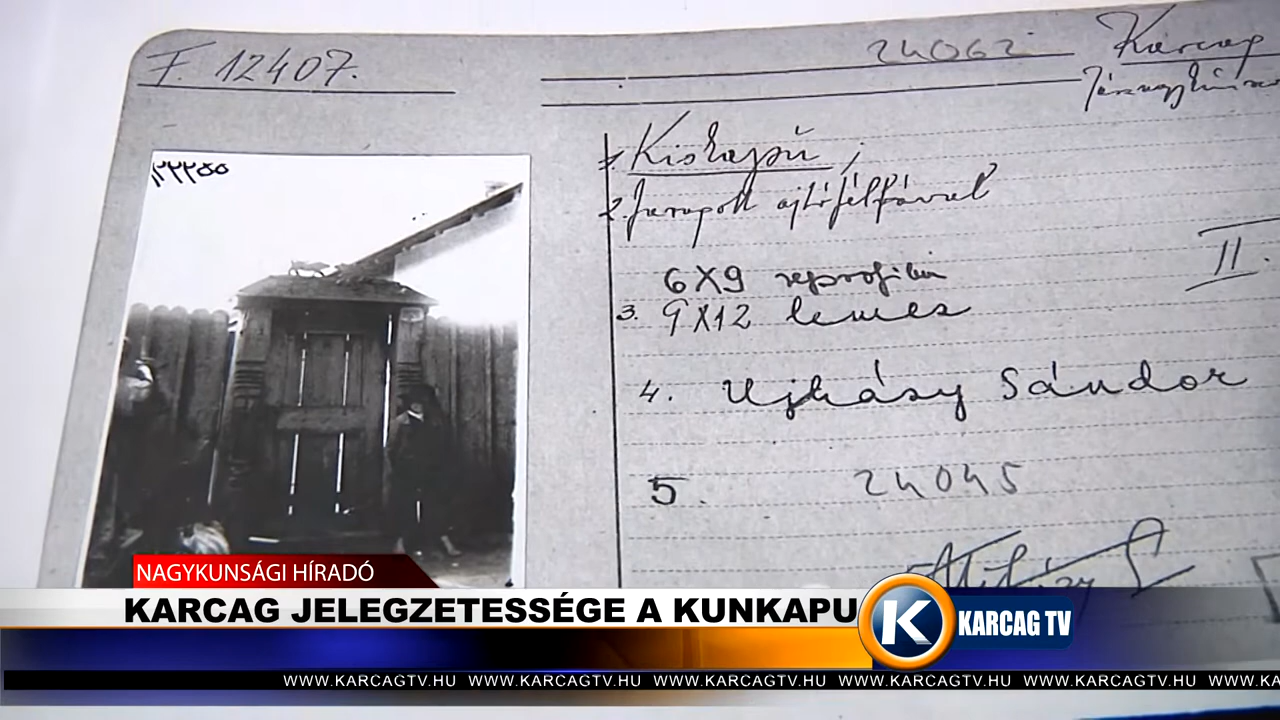 F. 12407.
24062
Karcag
1. Kiskapu;
2. faragott ajtófélfával
II.
6X9 reprofilm
3. 9X12 lemez
4. Ujházy Sándor
5. 24045
NAGYKUNSÁGI HÍRADÓ
KARCAG JELEGZETESSÉGE A KUNKAPU
K KARCAG TV
WWW.KARCAGTV.HU WWW.KARCAGTV.HU WWW.KARCAGTV.HU WWW.KARCAGTV.HU WWW.KARCAGTV.HU WWW.KA